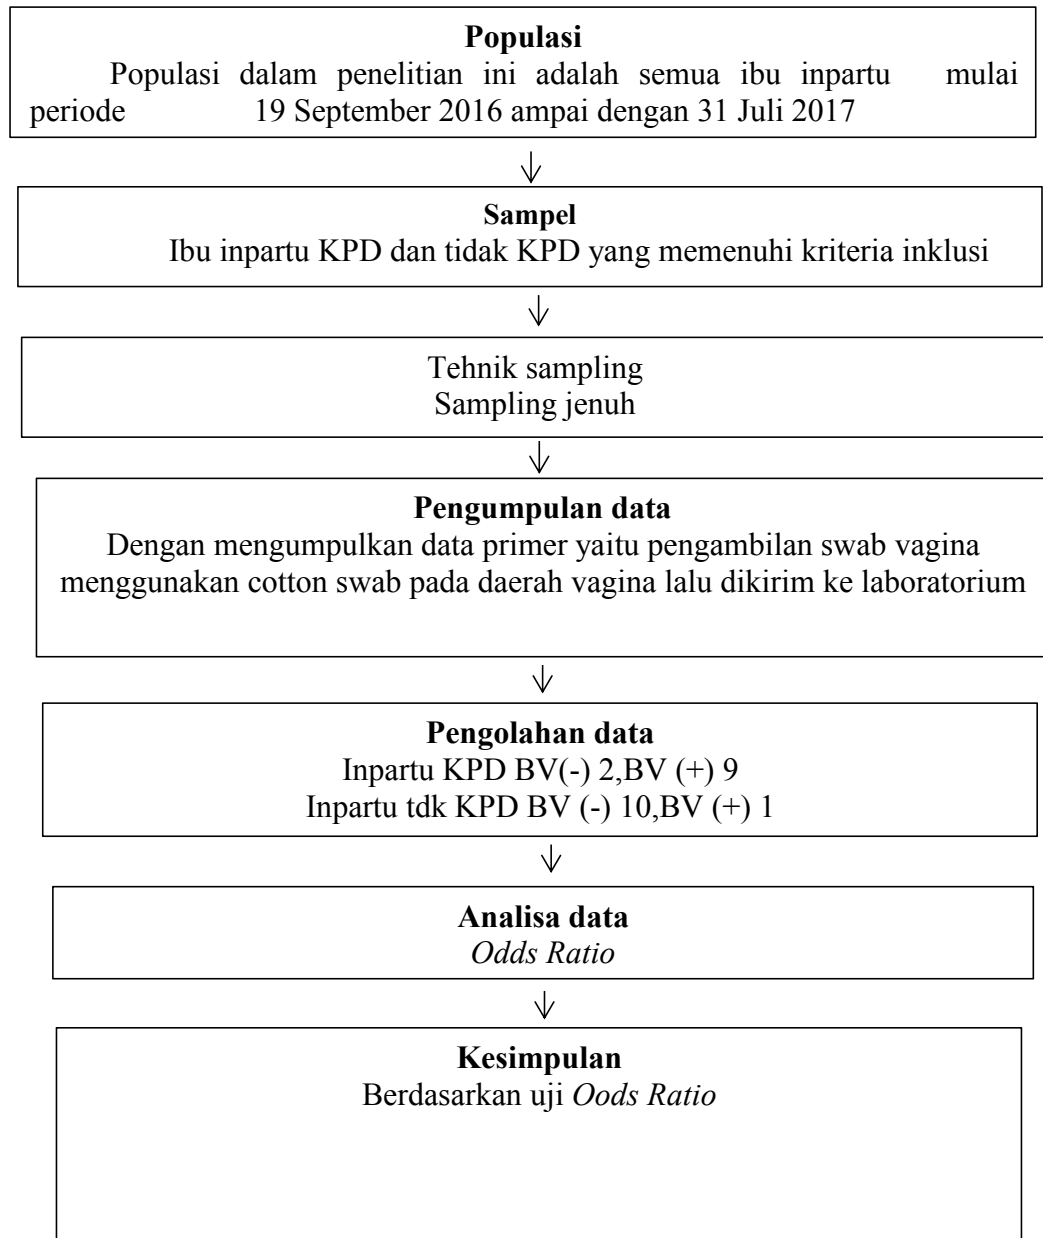 Populasi
Populasi dalam penelitian ini adalah semua ibu inpartu mulai
periode 19 September 2016 ampai dengan 31 Juli 2017
Sampel
Ibu inpartu KPD dan tidak KPD yang memenuhi kriteria inklusi
Tehnik sampling
Sampling jenuh
Pengumpulan data
Dengan mengumpulkan data primer yaitu pengambilan swab vagina
menggunakan cotton swab pada daerah vagina lalu dikirim ke laboratorium
Pengolahan data
Inpartu KPD BV(-) 2,BV (+) 9
Inpartu tdk KPD BV (-) 10,BV (+) 1
Analisa data
Odds Ratio
Kesimpulan
Berdasarkan uji Oods Ratio